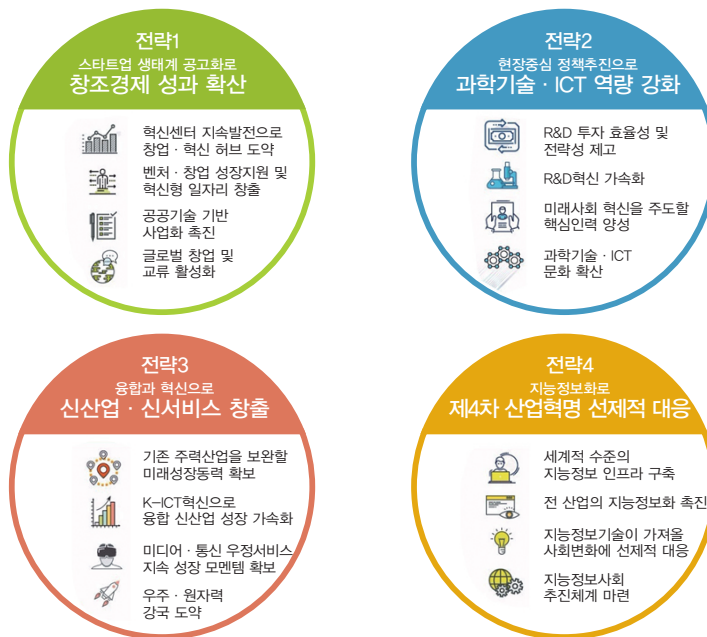 전략1
스타트업 생태계 공고화로
창조경제 성과 확산
혁신센터 지속발전으로
창업 · 혁신 허브 도약
벤처 · 창업 성장지원 및
혁신형 일자리 창출
공공기술 기반
사업화 촉진
글로벌 창업 및
교류 활성화
전략2
현장중심 정책추진으로
과학기술 · ICT 역량 강화
R&D 투자 효율성 및
전략성 제고
R&D혁신 가속화
미래사회 혁신을 주도할
핵심인력 양성
과학기술 · ICT
문화 확산
전략3
융합과 혁신으로
신산업 · 신서비스 창출
기존 주력산업을 보완할
미래성장동력 확보
K-ICT혁신으로
융합 신산업 성장 가속화
미디어 · 통신 우정서비스
지속 성장 모멘템 확보
우주 · 원자력
강국 도약
전략4
지능정보화로
제4차 산업혁명 선제적 대응
세계적 수준의
지능정보 인프라 구축
전 산업의 지능정보화 촉진
지능정보기술이 가져올
사회변화에 선제적 대응
지능정보사회
추진체계 마련